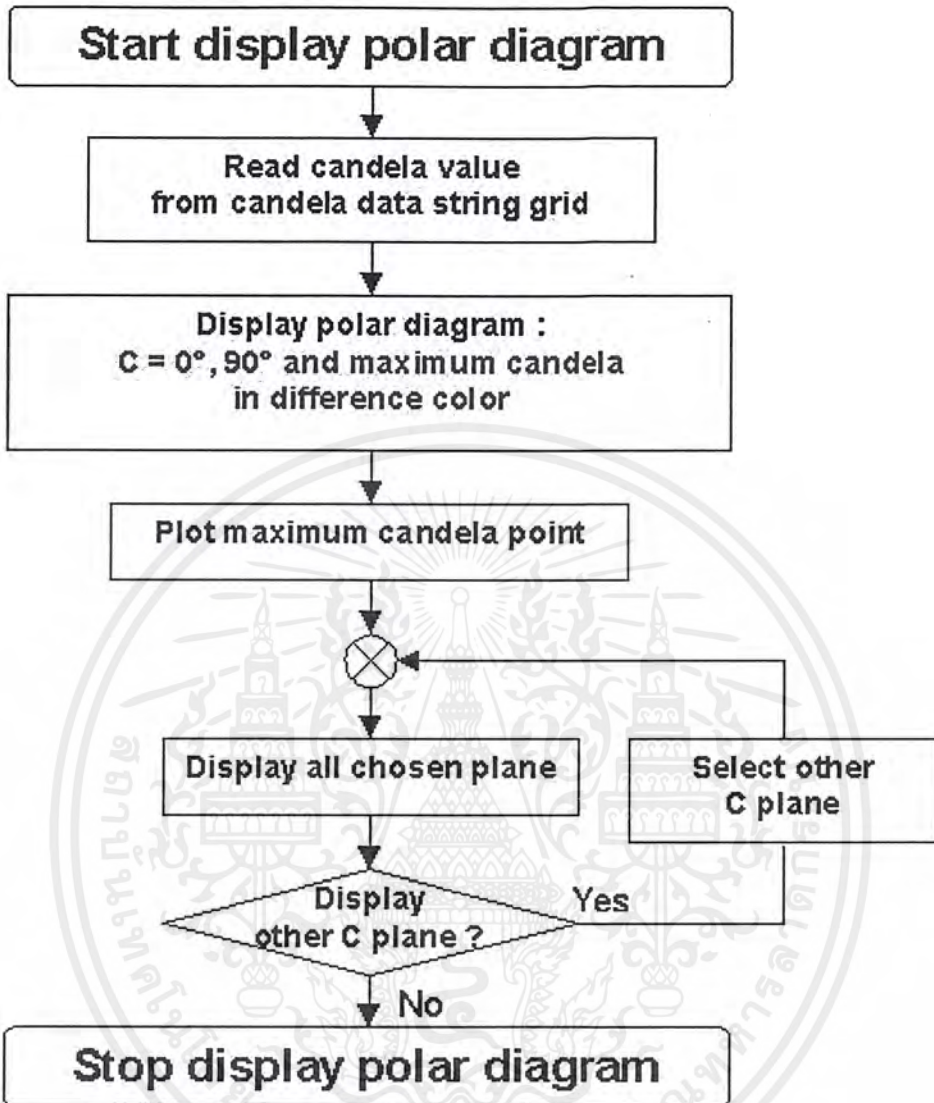 Start display polar diagram
Read candela value
from candela data string grid
Display polar diagram :
C = 0°, 90° and maximum candela
in difference color
Plot maximum candela point
Display all chosen plane
Select other
C plane
Display
other C plane ?
Yes
No
Stop display polar diagram